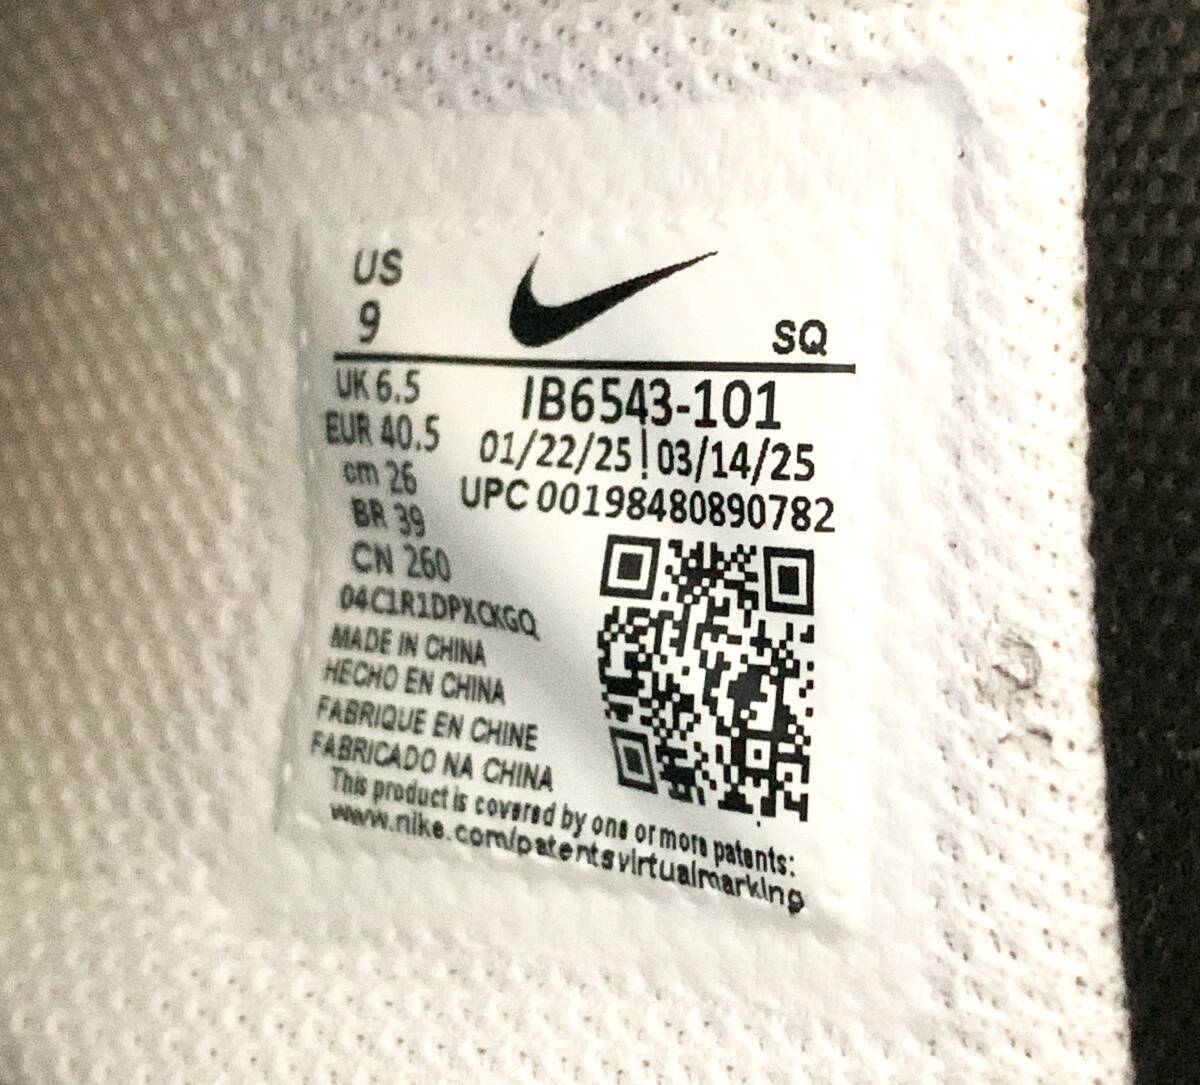 US
9
SQ
UK 6.5
EUR 40.5
cm 26
BR 39
CN 260
IB6543-101
01/22/25 | 03/14/25
UPC 00198480890782
04C1R1DPXCKGQ
MADE IN CHINA
HECHO EN CHINA
FABRIQUE EN CHINE
FABRICADO NA CHINA
This product is covered by one or more patents:
www.nike.com/patentsvirtualmarking